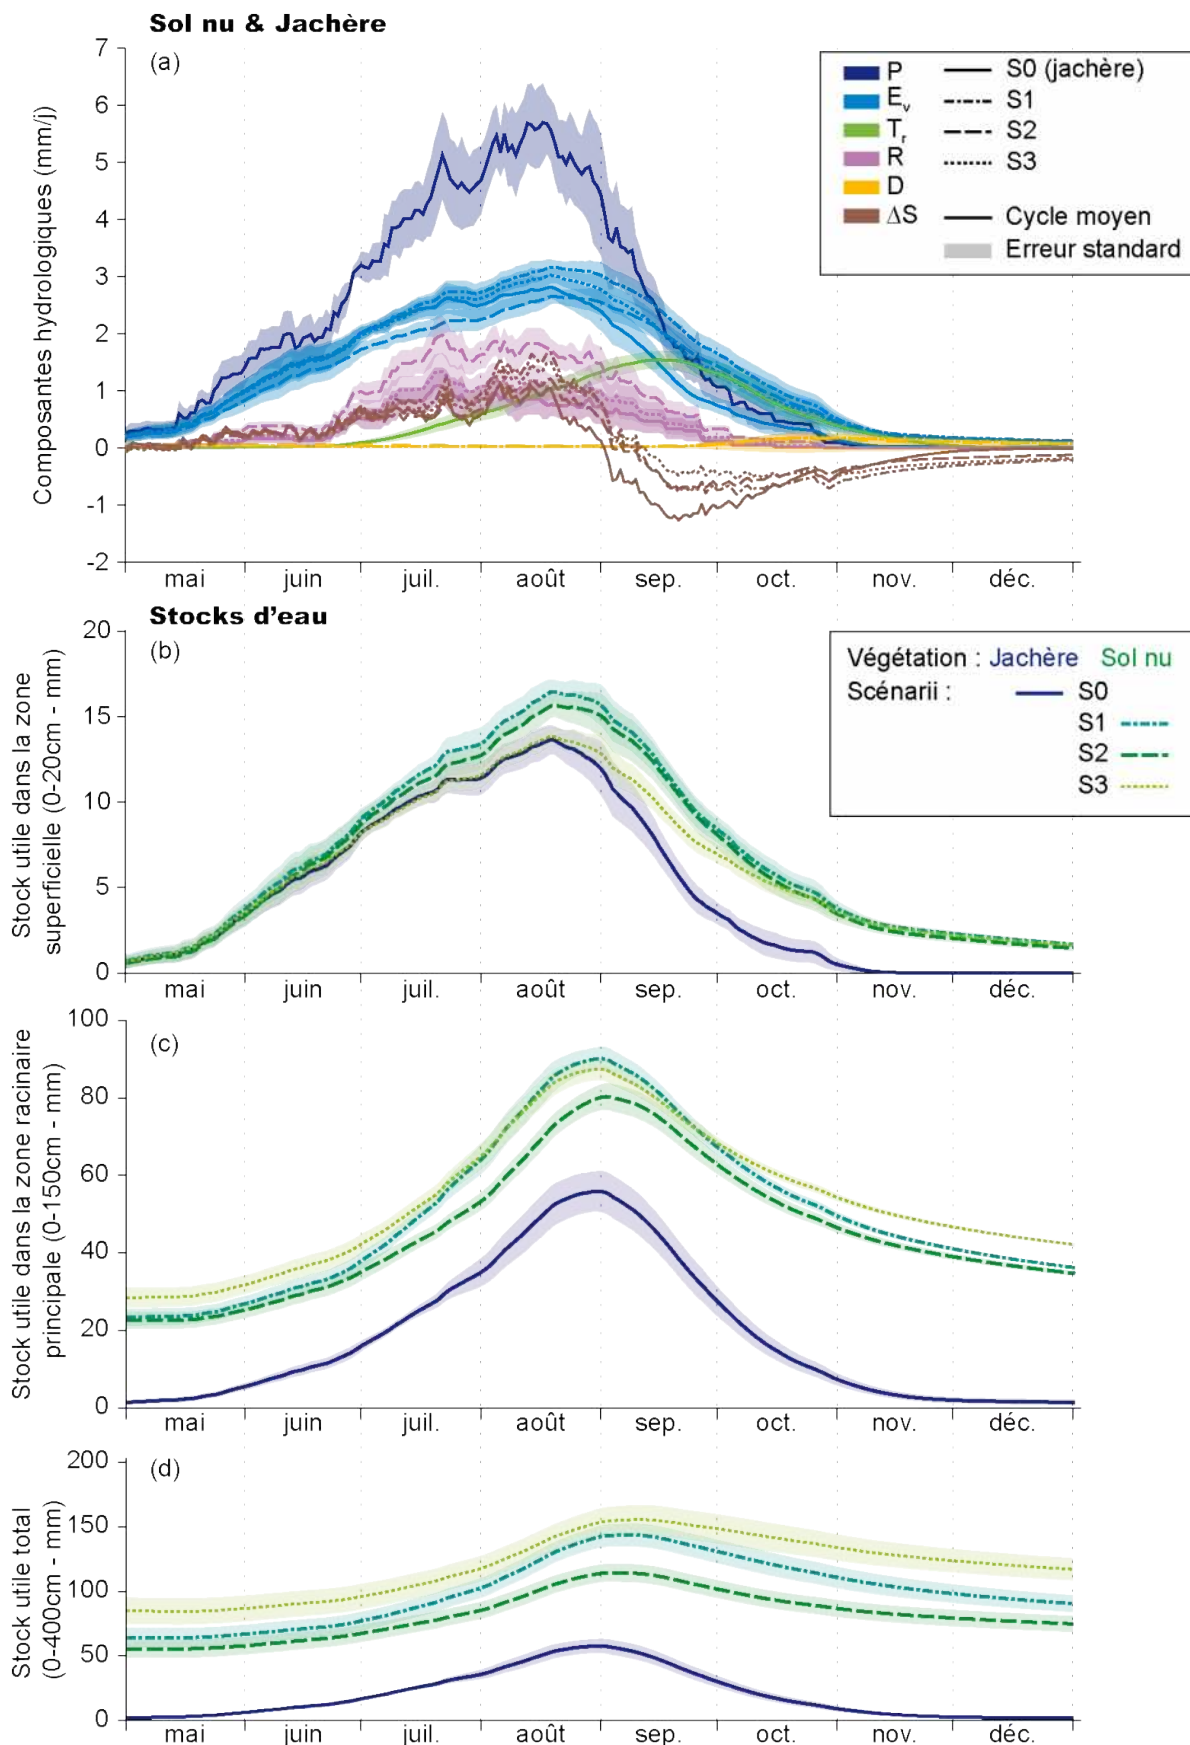 Sol nu & Jachère
(a)
Composantes hydrologiques (mm/j)
7
6
5
4
3
2
1
0
-1
-2
P
E_v
T_r
R
D
ΔS
S0 (jachère)
S1
S2
S3
Cycle moyen
Erreur standard
mai juin juil. août sep. oct. nov. déc.
Stocks d'eau
(b)
Stock utile dans la zone
superficielle (0-20cm - mm)
20
15
10
5
0
Végétation : Jachère Sol nu
Scénarii : S0
S1
S2
S3
mai juin juil. août sep. oct. nov. déc.
(c)
Stock utile dans la zone racinaire
principale (0-150cm - mm)
100
80
60
40
20
0
mai juin juil. août sep. oct. nov. déc.
(d)
Stock utile total
(0-400cm - mm)
200
150
100
50
0
mai juin juil. août sep. oct. nov. déc.